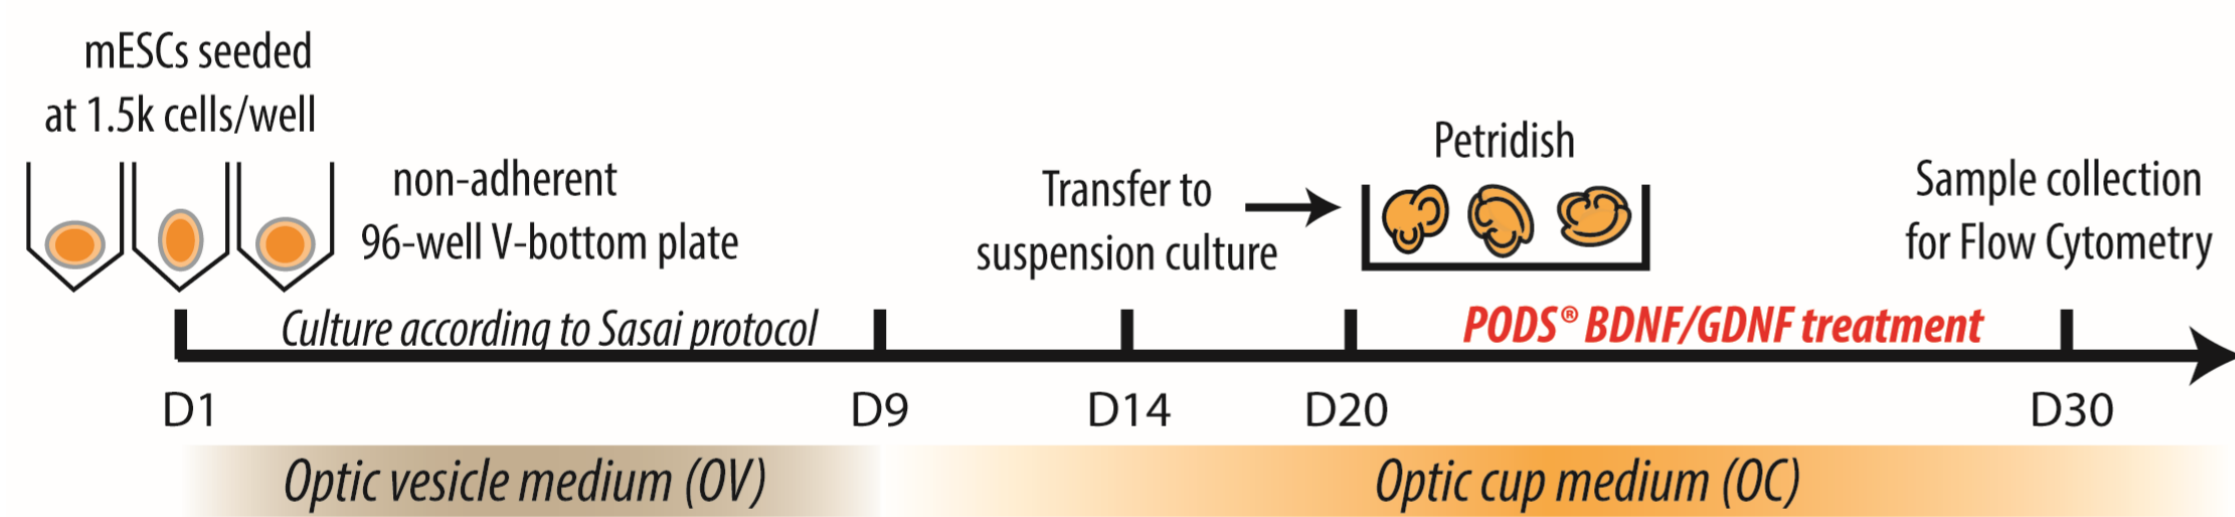 mESCs seeded
at 1.5k cells/well
non-adherent
96-well V-bottom plate
Transfer to
suspension culture
Petridish
Sample collection
for Flow Cytometry
Culture according to Sasai protocol
PODS® BDNF/GDNF treatment
D1
D9
D14
D20
D30
Optic vesicle medium (OV)
Optic cup medium (OC)